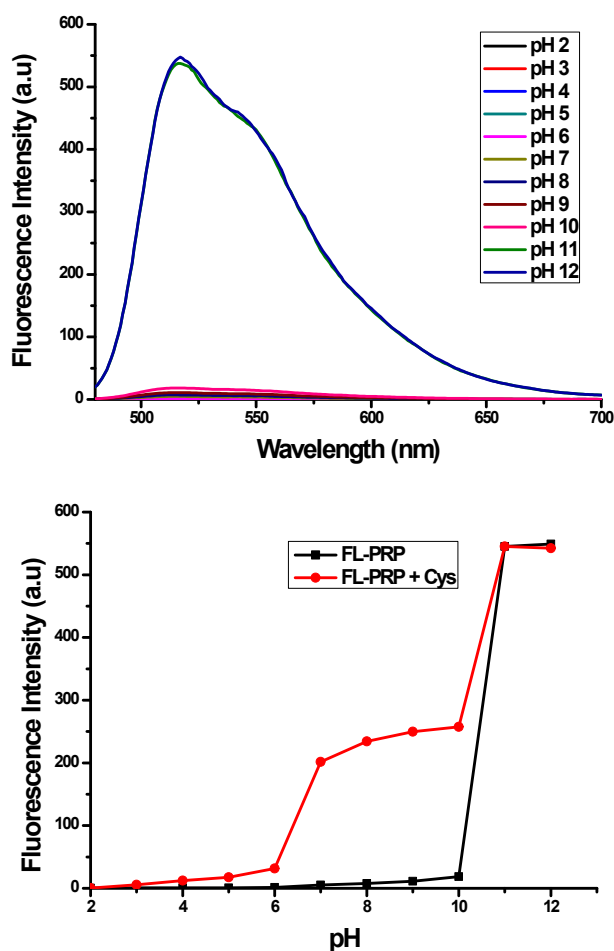 600
500
400
300
200
100
0
Fluorescence Intensity (a.u)
pH 2
pH 3
pH 4
pH 5
pH 6
pH 7
pH 8
pH 9
pH 10
pH 11
pH 12
500 550 600 650 700
Wavelength (nm)
600
500
400
300
200
100
0
Fluorescence Intensity (a.u)
FL-PRP
FL-PRP + Cys
2 4 6 8 10 12
pH